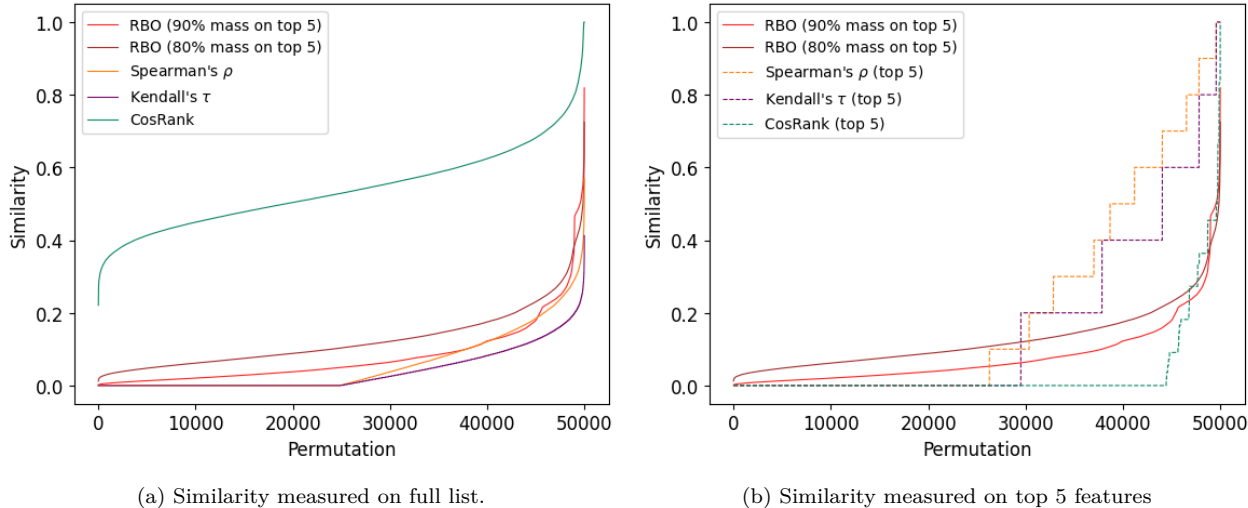 1.0
0.8
0.6
0.4
0.2
0.0
Similarity
RBO (90% mass on top 5)
RBO (80% mass on top 5)
Spearman's ρ
Kendall's τ
CosRank
0
10000
20000
30000
40000
50000
Permutation
(a) Similarity measured on full list.
1.0
0.8
0.6
0.4
0.2
0.0
Similarity
RBO (90% mass on top 5)
RBO (80% mass on top 5)
Spearman's ρ (top 5)
Kendall's τ (top 5)
CosRank (top 5)
0
10000
20000
30000
40000
50000
Permutation
(b) Similarity measured on top 5 features